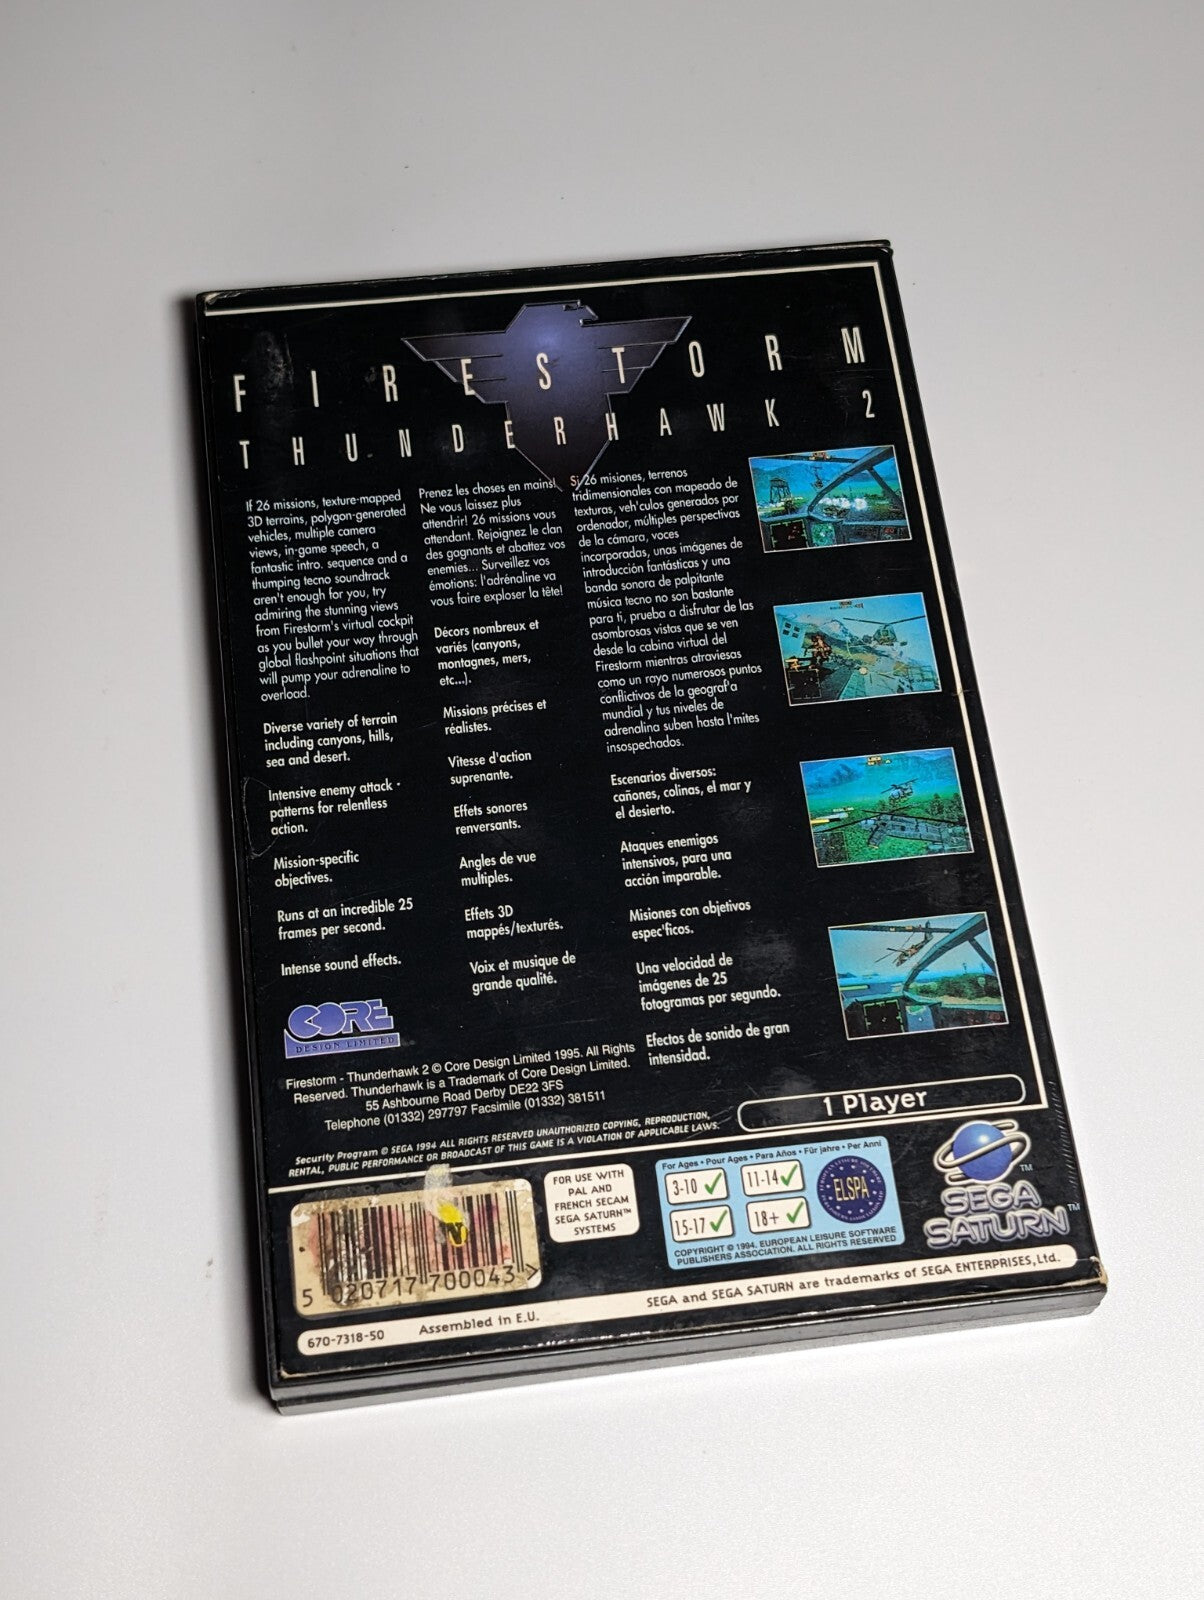 FIRESTORM
THUNDERHAWK 2
If 26 missions, texture-mapped
3D terrains, polygon-generated
vehicles, multiple camera
views, in-game speech, a
fantastic intro. sequence and a
thumping tecno soundtrack
aren't enough for you, try
admiring the stunning views
from Firestorm's virtual cockpit
as you bullet your way through
global flashpoint situations that
will pump your adrenaline to
overload.
Diverse variety of terrain
including canyons, hills,
sea and desert.
Intensive enemy attack -
patterns for relentless
action.
Mission-specific
objectives.
Runs at an incredible 25
frames per second.
Intense sound effects.
Prenez les choses en mains!
Ne vous laissez plus
attendrir! 26 missions vous
attendant. Rejoignez le clan
des gagnants et abattez vos
enemies... Surveillez vos
émotions: l'adrénaline va
vous faire exploser la tête!
Décors nombreux et
variés (canyons,
montagnes, mers,
etc...).
Missions précises et
réalistes.
Vitesse d'action
suprenante.
Effets sonores
renversants.
Angles de vue
multiples.
Effets 3D
mappés/texturés.
Voix et musique de
grande qualité.
Si 26 misiones, terrenos
tridimensionales con mapeado de
texturas, veh'culos generados por
ordenador, múltiples perspectivas
de la cámara, voces
incorporadas, unas imágenes de
introducción fantásticas y una
banda sonora de palpitante
música tecno no son bastante
para ti, prueba a disfrutar de las
asombrosas vistas que se ven
desde la cabina virtual del
Firestorm mientras atraviesas
como un rayo numerosos puntos
conflictivos de la geograf'a
mundial y tus niveles de
adrenalina suben hasta l'mites
insospechados.
Escenarios diversos:
cañones, colinas, el mar y
el desierto.
Ataques enemigos
intensivos, para una
acción imparable.
Misiones con objetivos
espec'ficos.
Una velocidad de
imágenes de 25
fotogramas por segundo.
Efectos de sonido de gran
intensidad.
CORE
DESIGN LIMITED
Firestorm - Thunderhawk 2 © Core Design Limited 1995. All Rights
Reserved. Thunderhawk is a Trademark of Core Design Limited.
55 Ashbourne Road Derby DE22 3FS
Telephone (01332) 297797 Facsimile (01332) 381511
Security Program © SEGA 1994 ALL RIGHTS RESERVED UNAUTHORIZED COPYING, REPRODUCTION,
RENTAL, PUBLIC PERFORMANCE OR BROADCAST OF THIS GAME IS A VIOLATION OF APPLICABLE LAWS.
1 Player
5 020717 700043 >
FOR USE WITH
PAL AND
FRENCH SECAM
SEGA SATURN™
SYSTEMS
For Ages • Pour Ages • Para Años • Für jahre • Per Anni
3-10 ✓ 11-14 ✓
15-17 ✓ 18+ ✓
ELSPA
COPYRIGHT © 1994. EUROPEAN LEISURE SOFTWARE
PUBLISHERS ASSOCIATION. ALL RIGHTS RESERVED
SEGA
SATURN™
670-7318-50
Assembled in E.U.
SEGA and SEGA SATURN are trademarks of SEGA ENTERPRISES, Ltd.